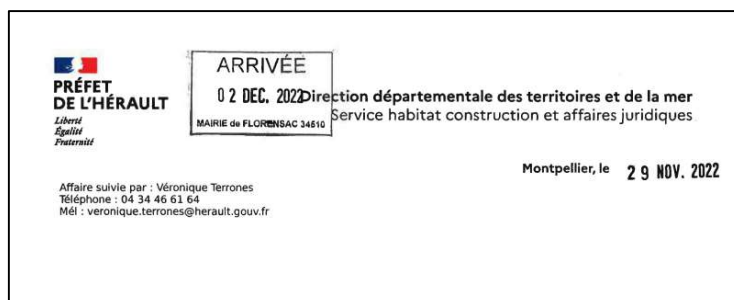 PRÉFET
DE L'HÉRAULT
Liberté
Égalité
Fraternité
ARRIVÉE
02 DEC. 2022
MAIRIE de FLORENSAC 34510
Direction départementale des territoires et de la mer
Service habitat construction et affaires juridiques
Montpellier, le 29 NOV. 2022
Affaire suivie par : Véronique Terrones
Téléphone : 04 34 46 61 64
Mél : veronique.terrones@herault.gouv.fr